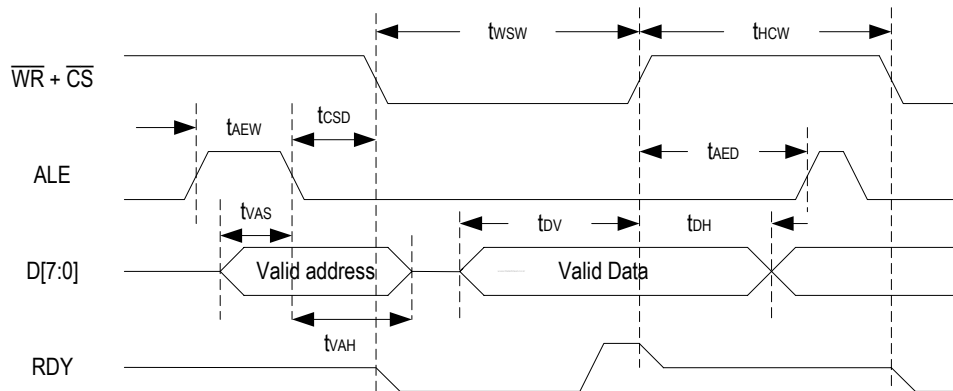 tWSW
tHCW
WR + CS
tAEW
tCSD
ALE
tAED
tVAS
tDV
tDH
D[7:0]
Valid address
Valid Data
tVAH
RDY